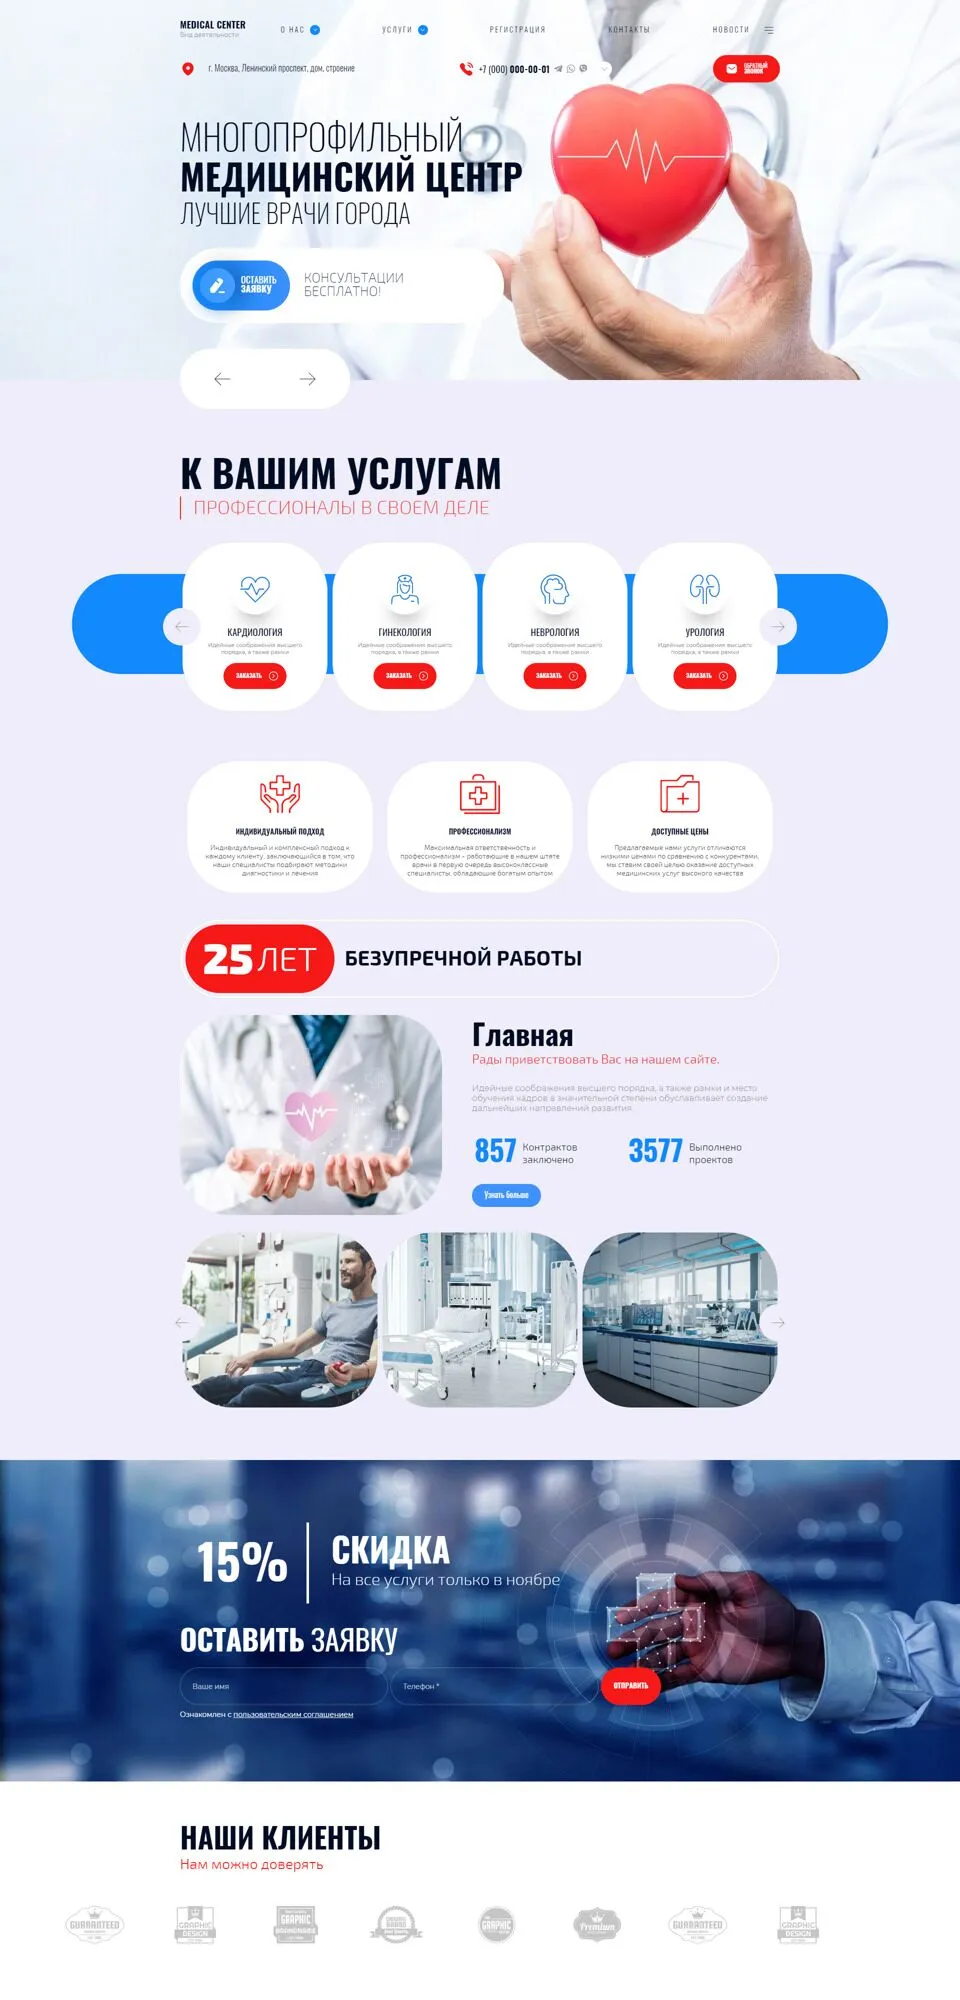 MEDICAL CENTER
Вид деятельности
О НАС
УСЛУГИ
РЕГИСТРАЦИЯ
КОНТАКТЫ
НОВОСТИ
г. Москва, Ленинский проспект, дом, строение
+7 (000) 000-00-01
ОБРАТНЫЙ
ЗВОНОК
МНОГОПРОФИЛЬНЫЙ
МЕДИЦИНСКИЙ ЦЕНТР
ЛУЧШИЕ ВРАЧИ ГОРОДА
ОСТАВИТЬ
ЗАЯВКУ
КОНСУЛЬТАЦИИ
БЕСПЛАТНО!
К ВАШИМ УСЛУГАМ
ПРОФЕССИОНАЛЫ В СВОЕМ ДЕЛЕ
КАРДИОЛОГИЯ
Идейные соображения высшего
порядка, а также рамки
ЗАКАЗАТЬ
ГИНЕКОЛОГИЯ
Идейные соображения высшего
порядка, а также рамки
ЗАКАЗАТЬ
НЕВРОЛОГИЯ
Идейные соображения высшего
порядка, а также рамки
ЗАКАЗАТЬ
УРОЛОГИЯ
Идейные соображения высшего
порядка, а также рамки
ЗАКАЗАТЬ
ИНДИВИДУАЛЬНЫЙ ПОДХОД
Индивидуальный и комплексный подход к
каждому клиенту, заключающийся в том, что
наши специалисты подбирают методики
диагностики и лечения
ПРОФЕССИОНАЛИЗМ
Максимальная ответственность и
профессионализм - работающие в нашем штате
врачи в первую очередь высококлассные
специалисты, обладающие богатым опытом
ДОСТУПНЫЕ ЦЕНЫ
Предлагаемые нами услуги отличаются
низкими ценами по сравнению с конкурентами,
мы ставим своей целью оказание доступных
медицинских услуг высокого качества
25 ЛЕТ
БЕЗУПРЕЧНОЙ РАБОТЫ
Главная
Рады приветствовать Вас на нашем сайте.
Идейные соображения высшего порядка, а также рамки и место
обучения кадров в значительной степени обуславливает создание
дальнейших направлений развития.
857 Контрактов
заключено
3577 Выполнено
проектов
Узнать больше
15%
СКИДКА
На все услуги только в ноябре
ОСТАВИТЬ ЗАЯВКУ
Ваше имя
Телефон *
ОТПРАВИТЬ
Ознакомлен с пользовательским соглашением
НАШИ КЛИЕНТЫ
Нам можно доверять
GUARANTEED
GRAPHIC
DESIGN
GRAPHIC
GRAPHIC
Premium
GUARANTEED
GRAPHIC
DESIGN